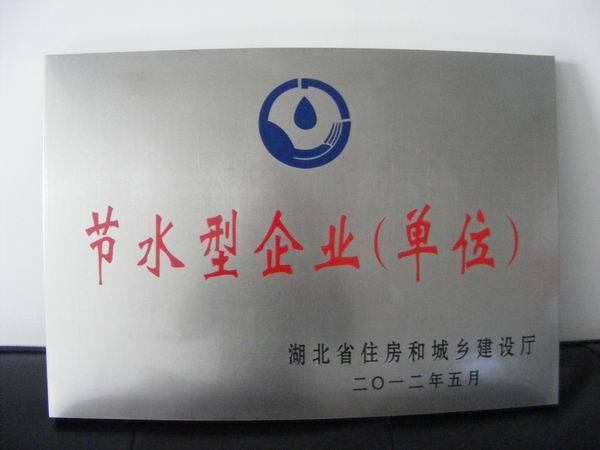 节水型企业(单位)
湖北省住房和城乡建设厅
二〇一二年五月